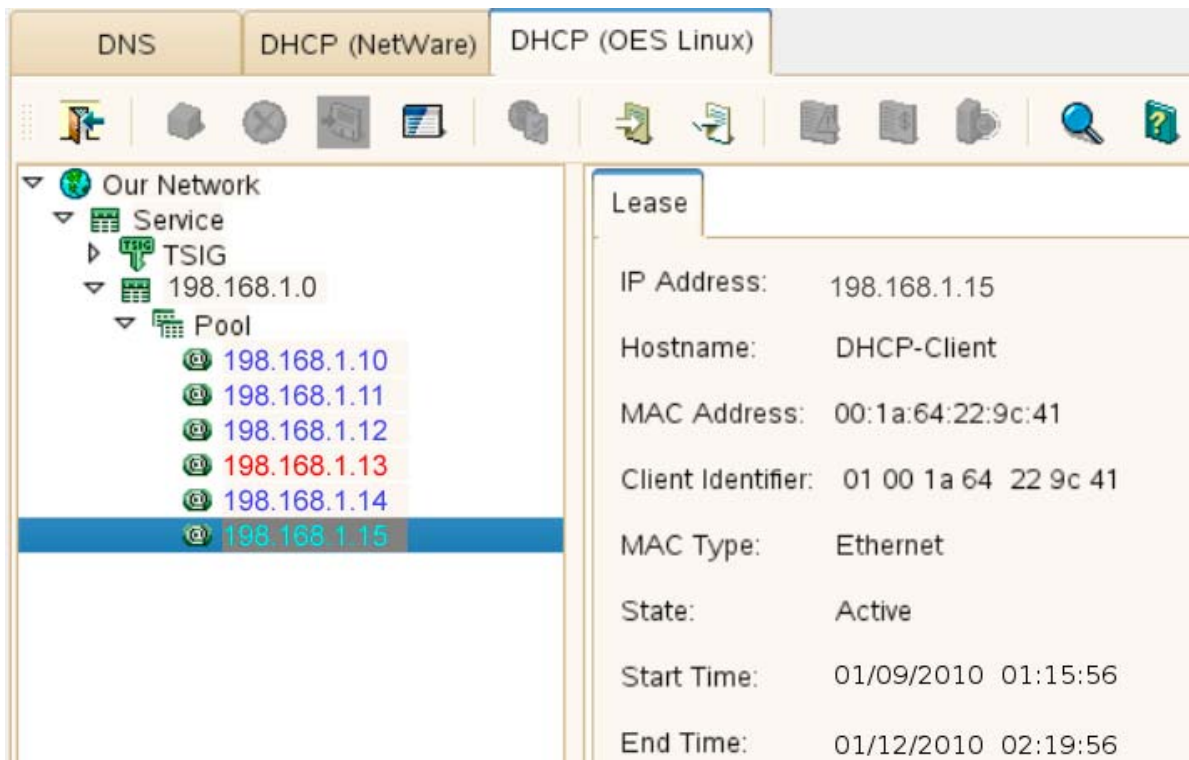 DNS
DHCP (NetWare)
DHCP (OES Linux)
Our Network
Service
TSIG
TSIG
198.168.1.0
Pool
198.168.1.10
198.168.1.11
198.168.1.12
198.168.1.13
198.168.1.14
198.168.1.15
Lease
IP Address: 198.168.1.15
Hostname: DHCP-Client
MAC Address: 00:1a:64:22:9c:41
Client Identifier: 01 00 1a 64 22 9c 41
MAC Type: Ethernet
State: Active
Start Time: 01/09/2010 01:15:56
End Time: 01/12/2010 02:19:56